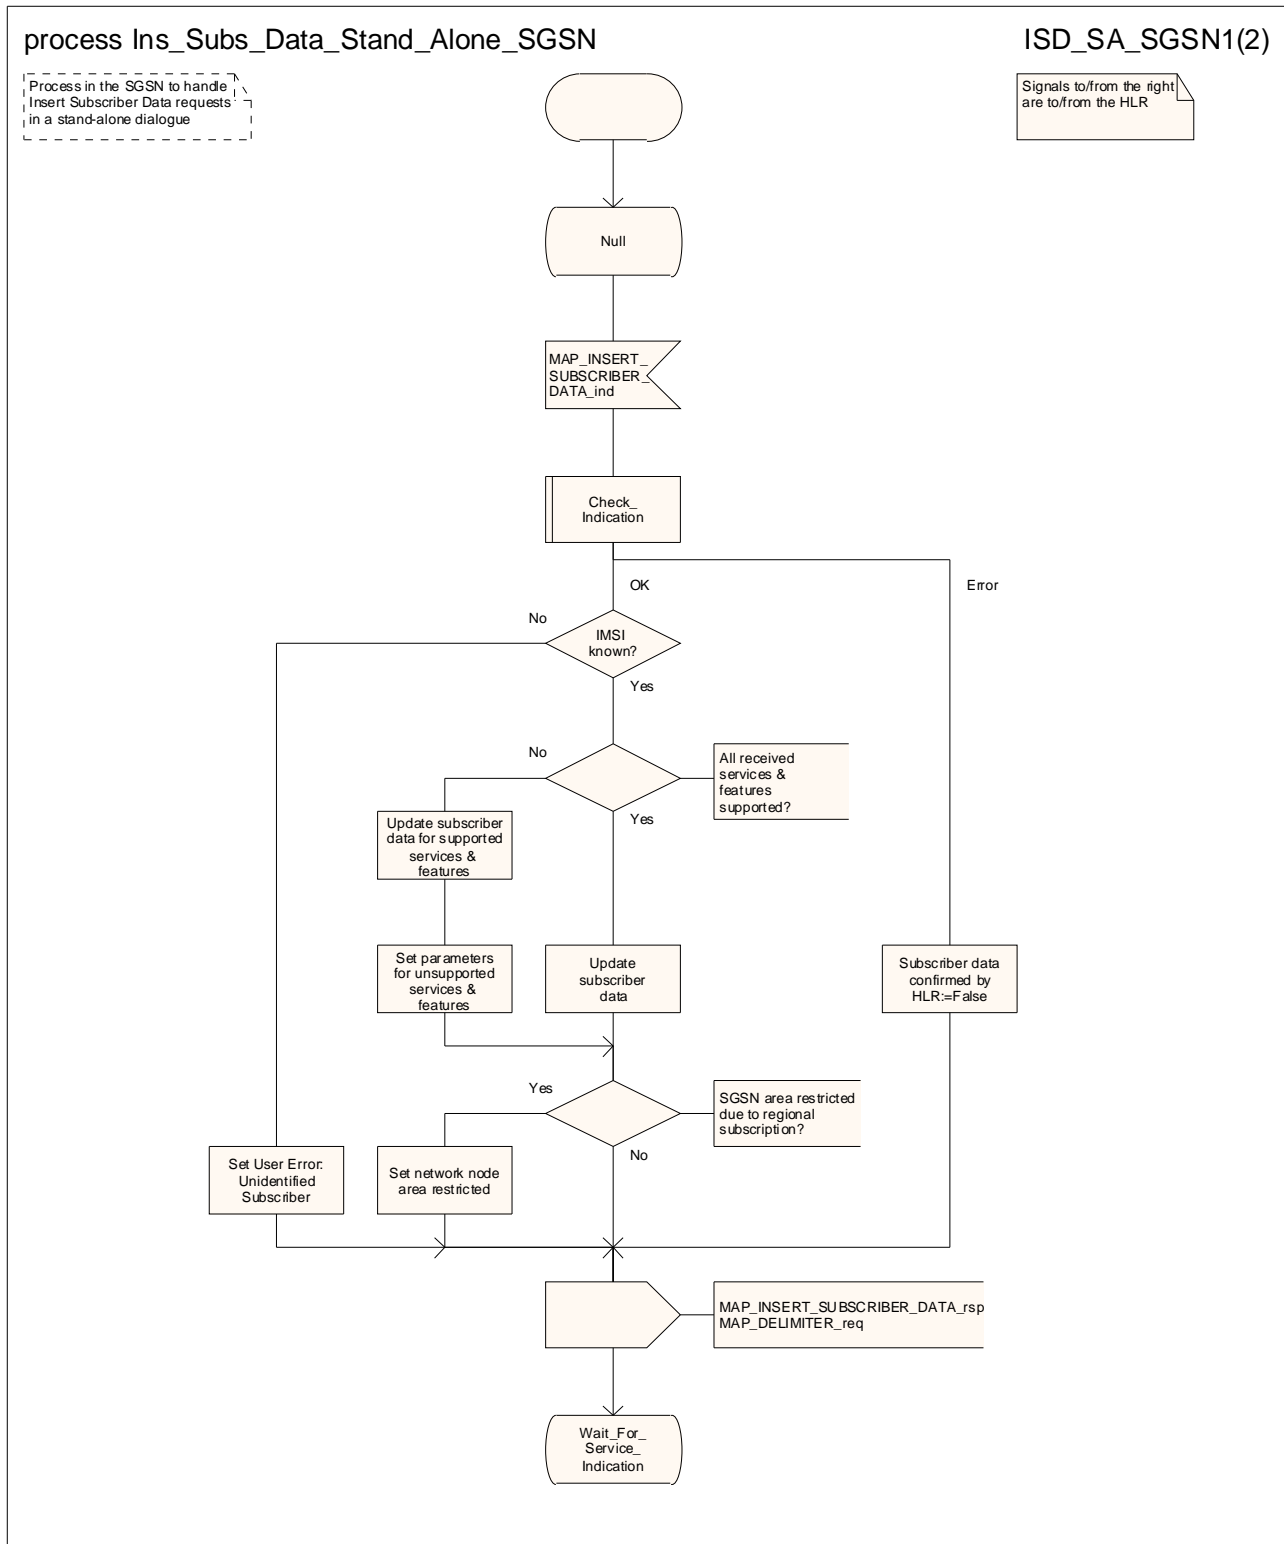 process Ins_Subs_Data_Stand_Alone_SGSN
ISD_SA_SGSN1(2)
Process in the SGSN to handle
Insert Subscriber Data requests
in a stand-alone dialogue
Signals to/from the right
are to/from the HLR
Null
MAP_INSERT_
SUBSCRIBER_
DATA_ind
Check_
Indication
OK
Error
No
IMSI
known?
Yes
No
All received
services &
features
supported?
Yes
Update subscriber
data for supported
services &
features
Set parameters
for unsupported
services &
features
Update
subscriber
data
Subscriber data
confirmed by
HLR:=False
Yes
SGSN area restricted
due to regional
subscription?
No
Set User Error:
Unidentified
Subscriber
Set network node
area restricted
MAP_INSERT_SUBSCRIBER_DATA_rsp
MAP_DELIMITER_req
Wait_For_
Service_
Indication